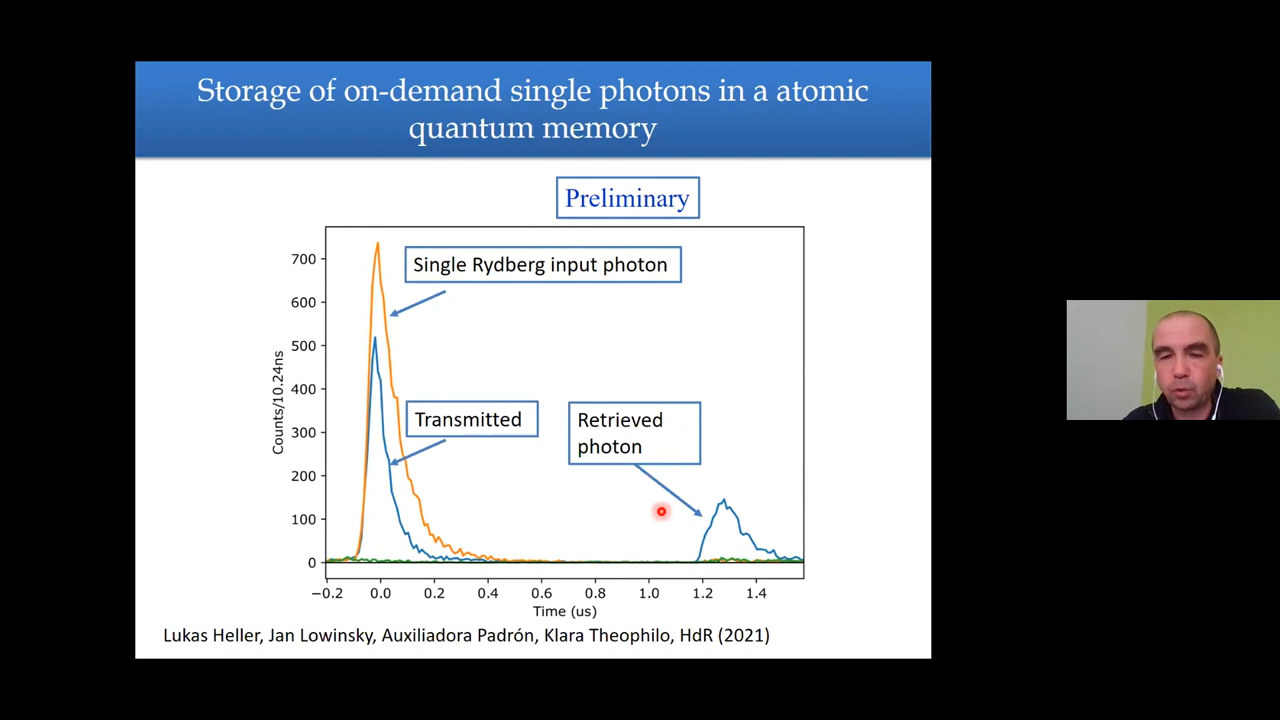 Storage of on-demand single photons in a atomic
quantum memory
Preliminary
700
600
500
400
300
200
100
0
Counts/10.24ns
Single Rydberg input photon
Transmitted
Retrieved
photon
−0.2 0.0 0.2 0.4 0.6 0.8 1.0 1.2 1.4
Time (us)
Lukas Heller, Jan Lowinsky, Auxiliadora Padrón, Klara Theophilo, HdR (2021)